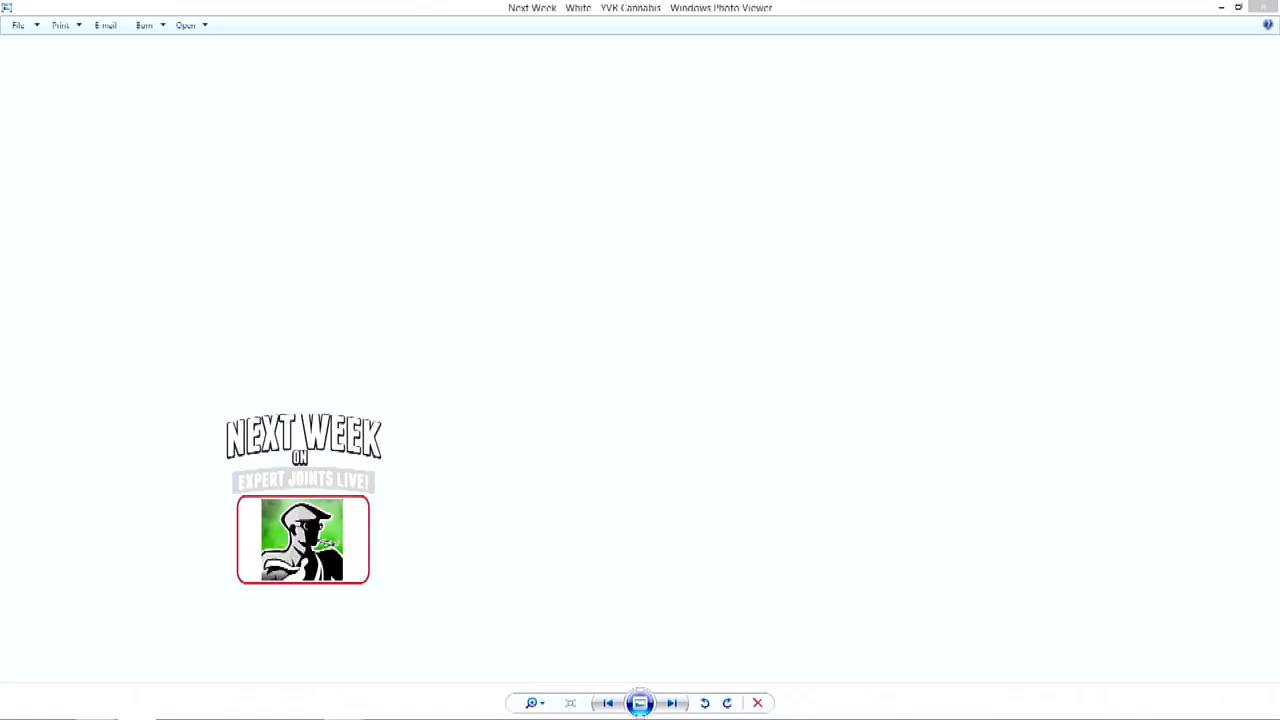 Next Week - White - YVR Cannabis - Windows Photo Viewer
File Print E-mail Burn Open
NEXT WEEK
ON
EXPERT JOINTS LIVE!